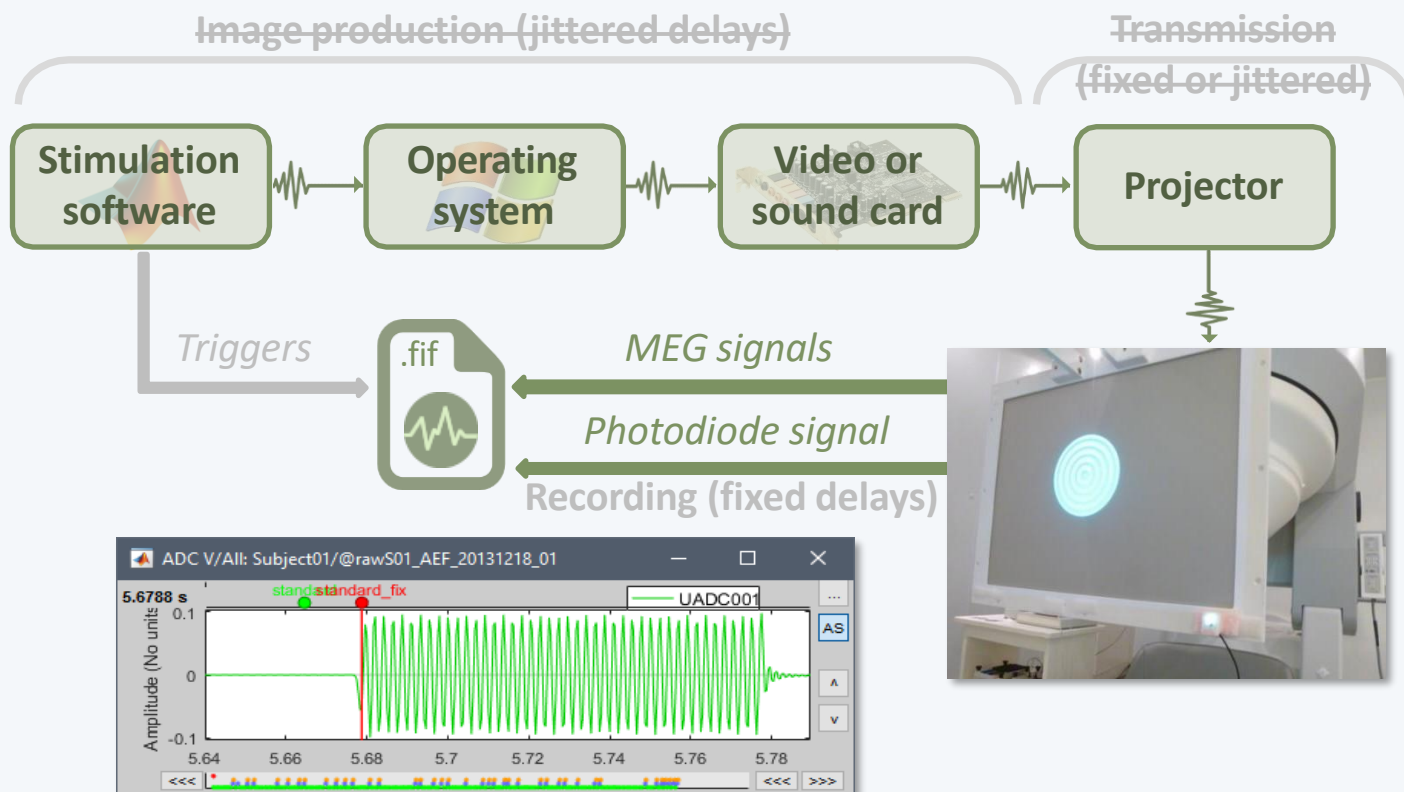 Image production (jittered delays)
Transmission
(fixed or jittered)
Stimulation
software
Operating
system
Video or
sound card
Projector
Triggers
.fif
MEG signals
Photodiode signal
Recording (fixed delays)
ADC V/All: Subject01/@rawS01_AEF_20131218_01
5.6788 s
standard_fix
UADC001
...
AS
Amplitude (No units
0.1
0
-0.1
^
v
5.64 5.66 5.68 5.7 5.72 5.74 5.76 5.78
<<< <<< >>>